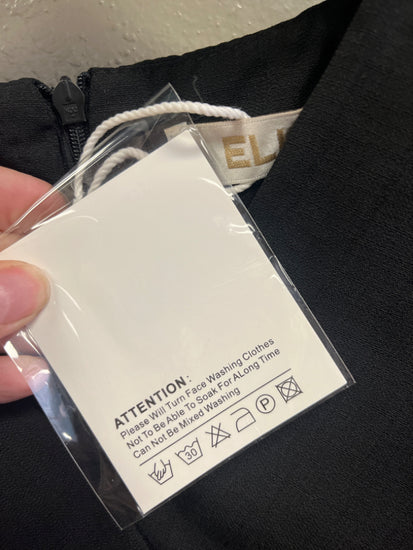 ELL
ATTENTION:
Please Will Turn Face Washing Clothes
Not To Be Able To Soak For ALong Time
Can Not Be Mixed Washing
30 P